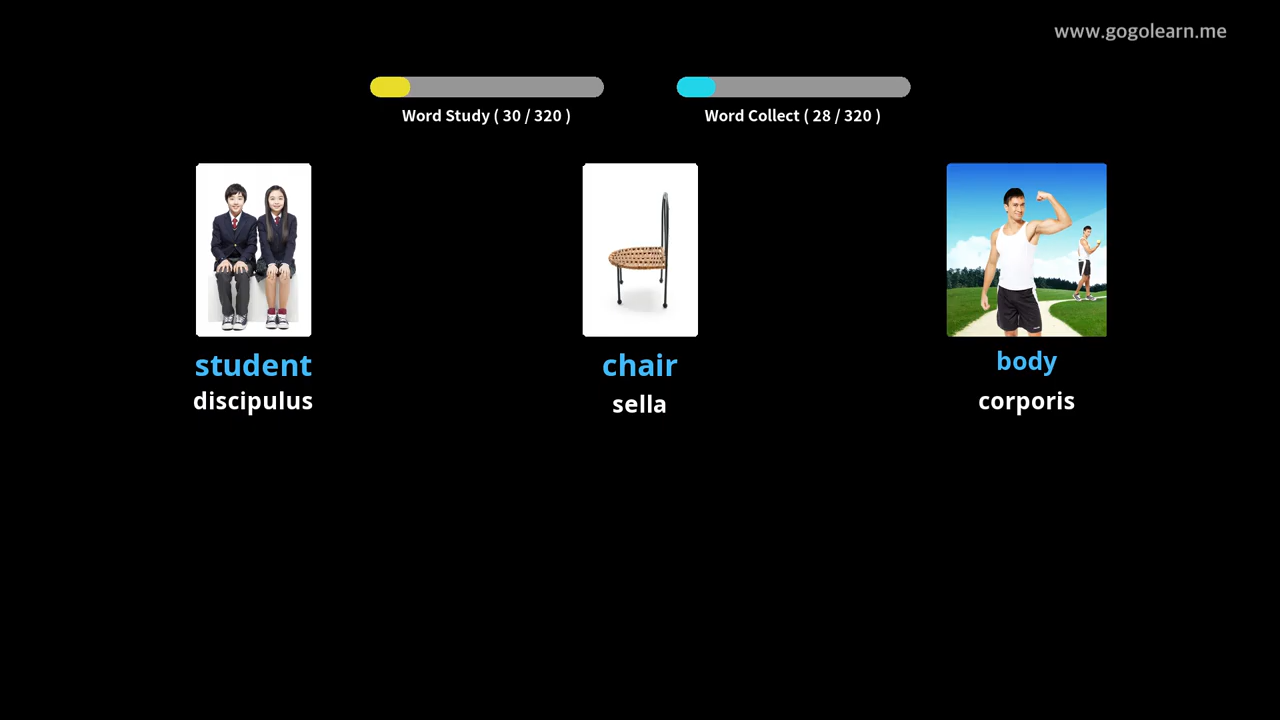 www.gogolearn.me
Word Study ( 30 / 320 )
Word Collect ( 28 / 320 )
student
discipulus
chair
sella
body
corporis